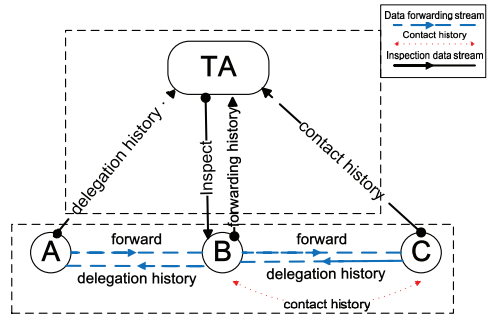 Data forwarding stream
Contact history
Inspection data stream
TA
delegation history
Inspect
forwarding history
contact history
A
forward
B
forward
C
delegation history
delegation history
contact history